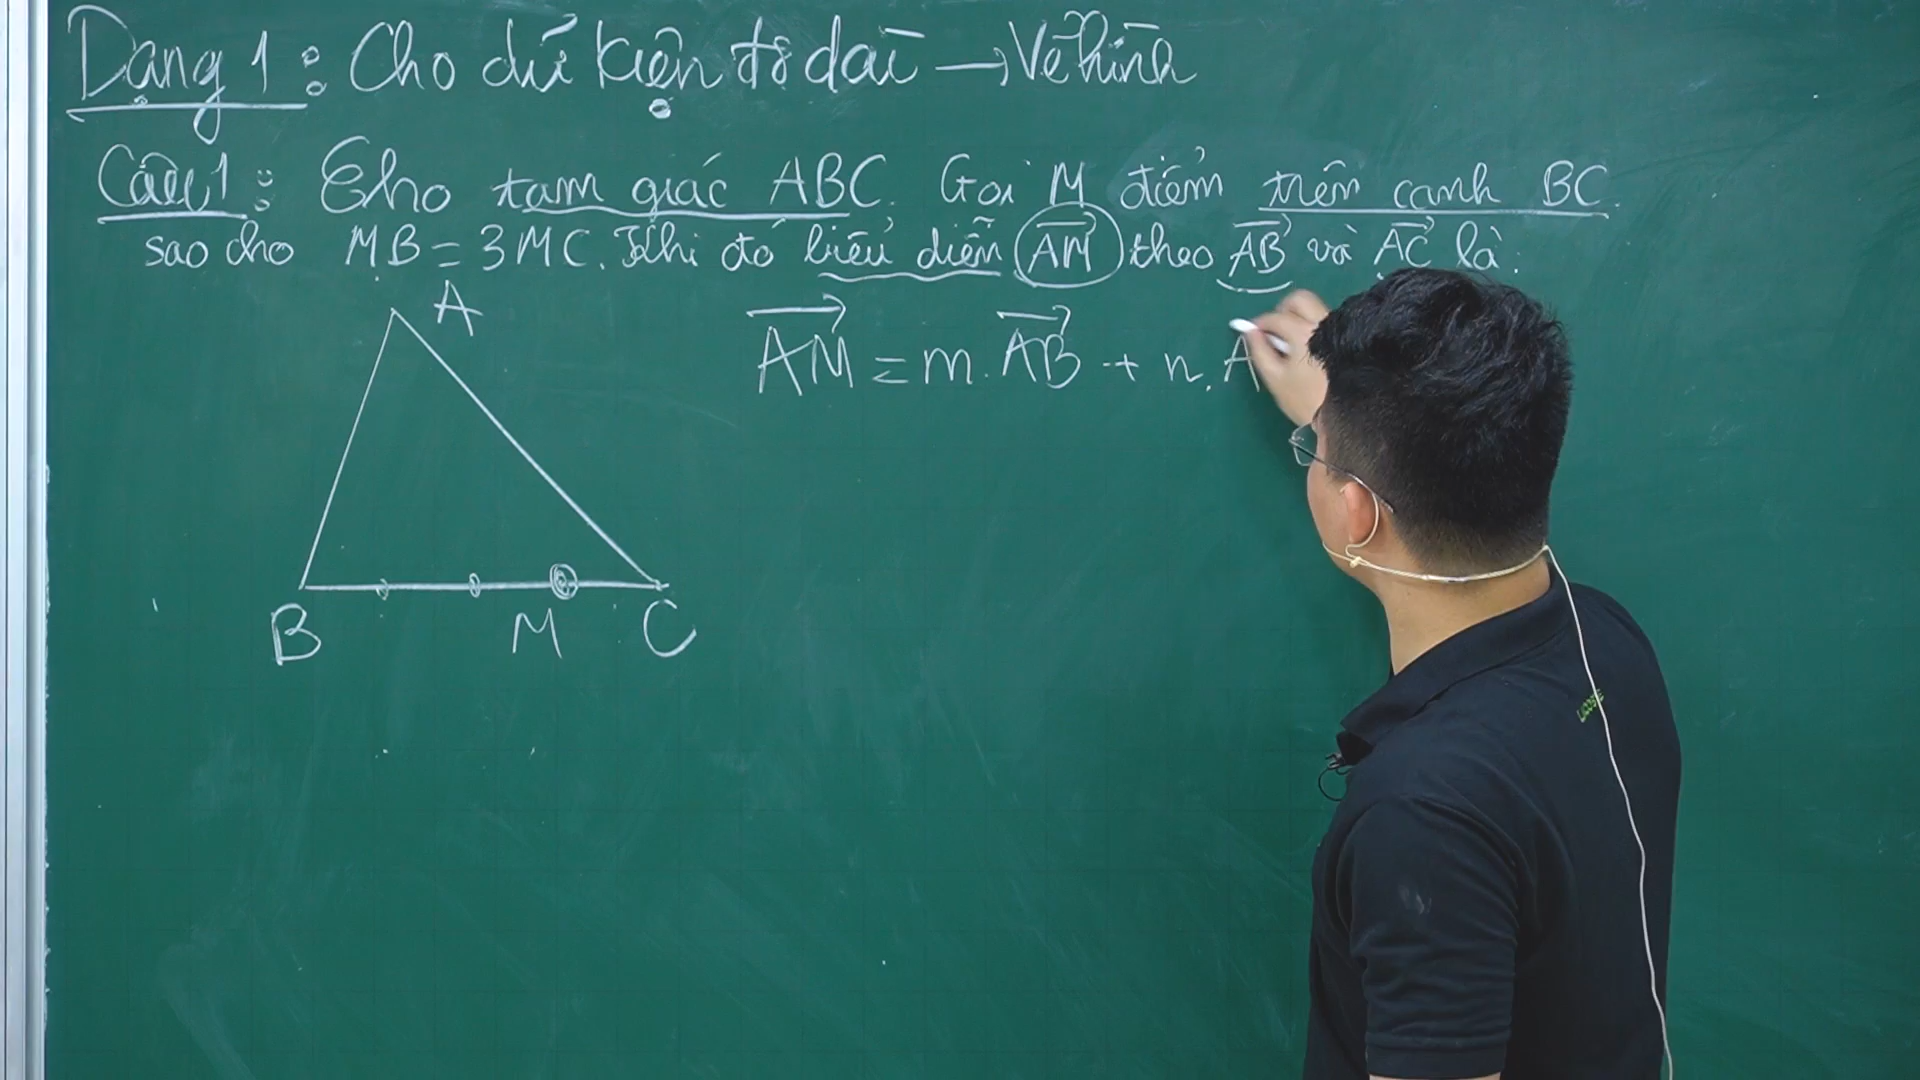 Dạng 1: Cho dữ kiện độ dài → Vẽ hình
Câu 1: Cho tam giác ABC. Gọi M điểm trên cạnh BC.
sao cho MB = 3MC. Khi đó biểu diễn AM theo AB và AC là:
AM = m.AB + n.A
A
B M C